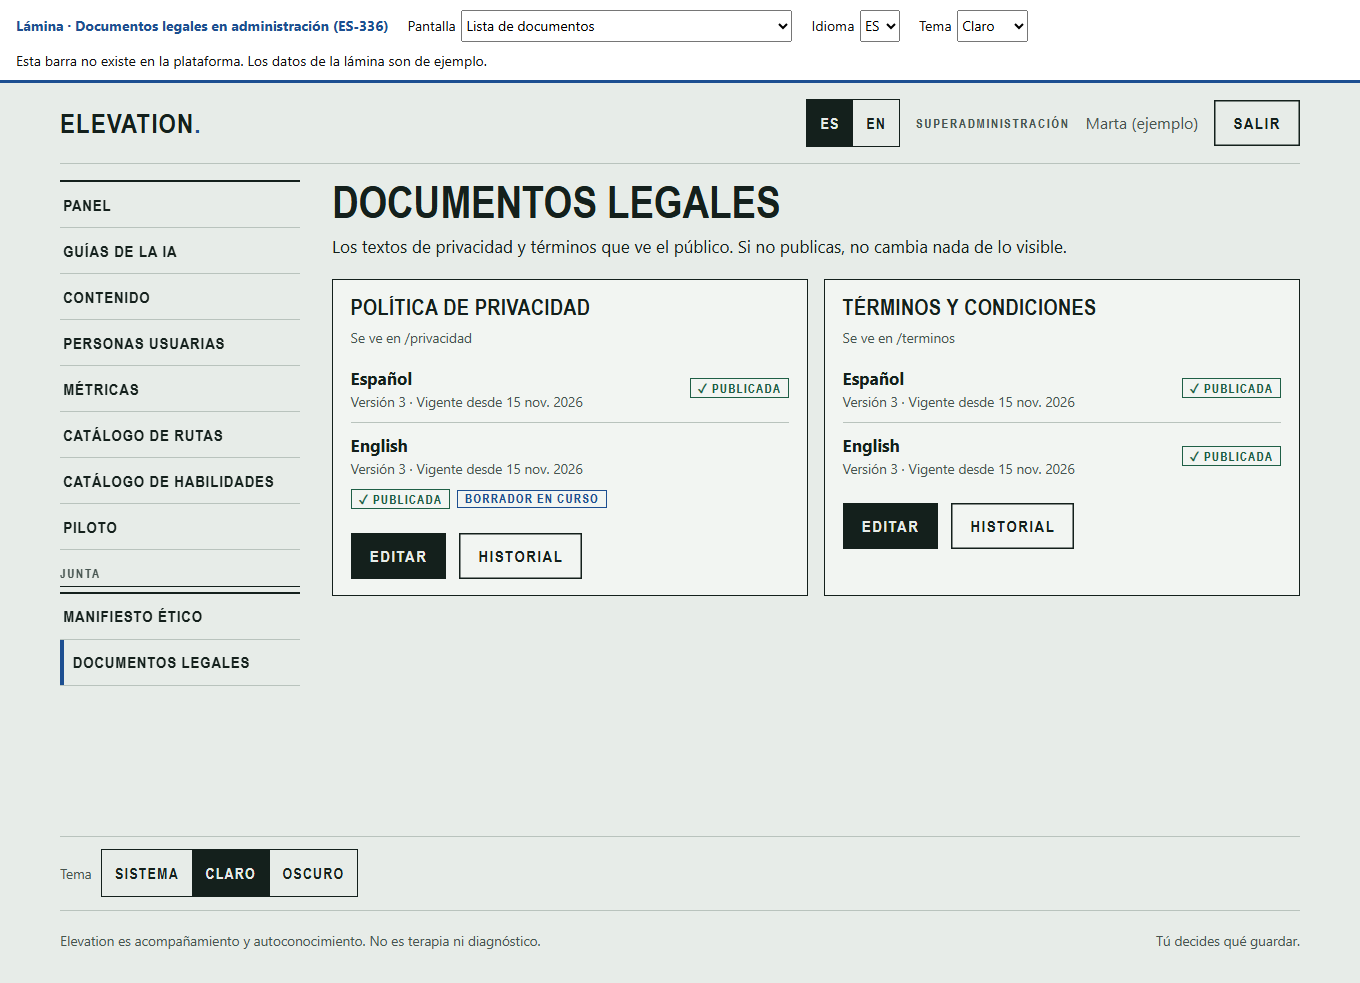 Lámina · Documentos legales en administración (ES-336) Pantalla Lista de documentos Idioma ES Tema Claro
Esta barra no existe en la plataforma. Los datos de la lámina son de ejemplo.
ELEVATION. ES EN SUPERADMINISTRACIÓN Marta (ejemplo) SALIR
PANEL
GUÍAS DE LA IA
CONTENIDO
PERSONAS USUARIAS
MÉTRICAS
CATÁLOGO DE RUTAS
CATÁLOGO DE HABILIDADES
PILOTO
JUNTA
MANIFIESTO ÉTICO
DOCUMENTOS LEGALES
DOCUMENTOS LEGALES
Los textos de privacidad y términos que ve el público. Si no publicas, no cambia nada de lo visible.
POLÍTICA DE PRIVACIDAD
Se ve en /privacidad
Español
Versión 3 · Vigente desde 15 nov. 2026
✓ PUBLICADA
English
Versión 3 · Vigente desde 15 nov. 2026
✓ PUBLICADA BORRADOR EN CURSO
EDITAR HISTORIAL
TÉRMINOS Y CONDICIONES
Se ve en /terminos
Español
Versión 3 · Vigente desde 15 nov. 2026
✓ PUBLICADA
English
Versión 3 · Vigente desde 15 nov. 2026
✓ PUBLICADA
EDITAR HISTORIAL
Tema SISTEMA CLARO OSCURO
Elevation es acompañamiento y autoconocimiento. No es terapia ni diagnóstico. Tú decides qué guardar.